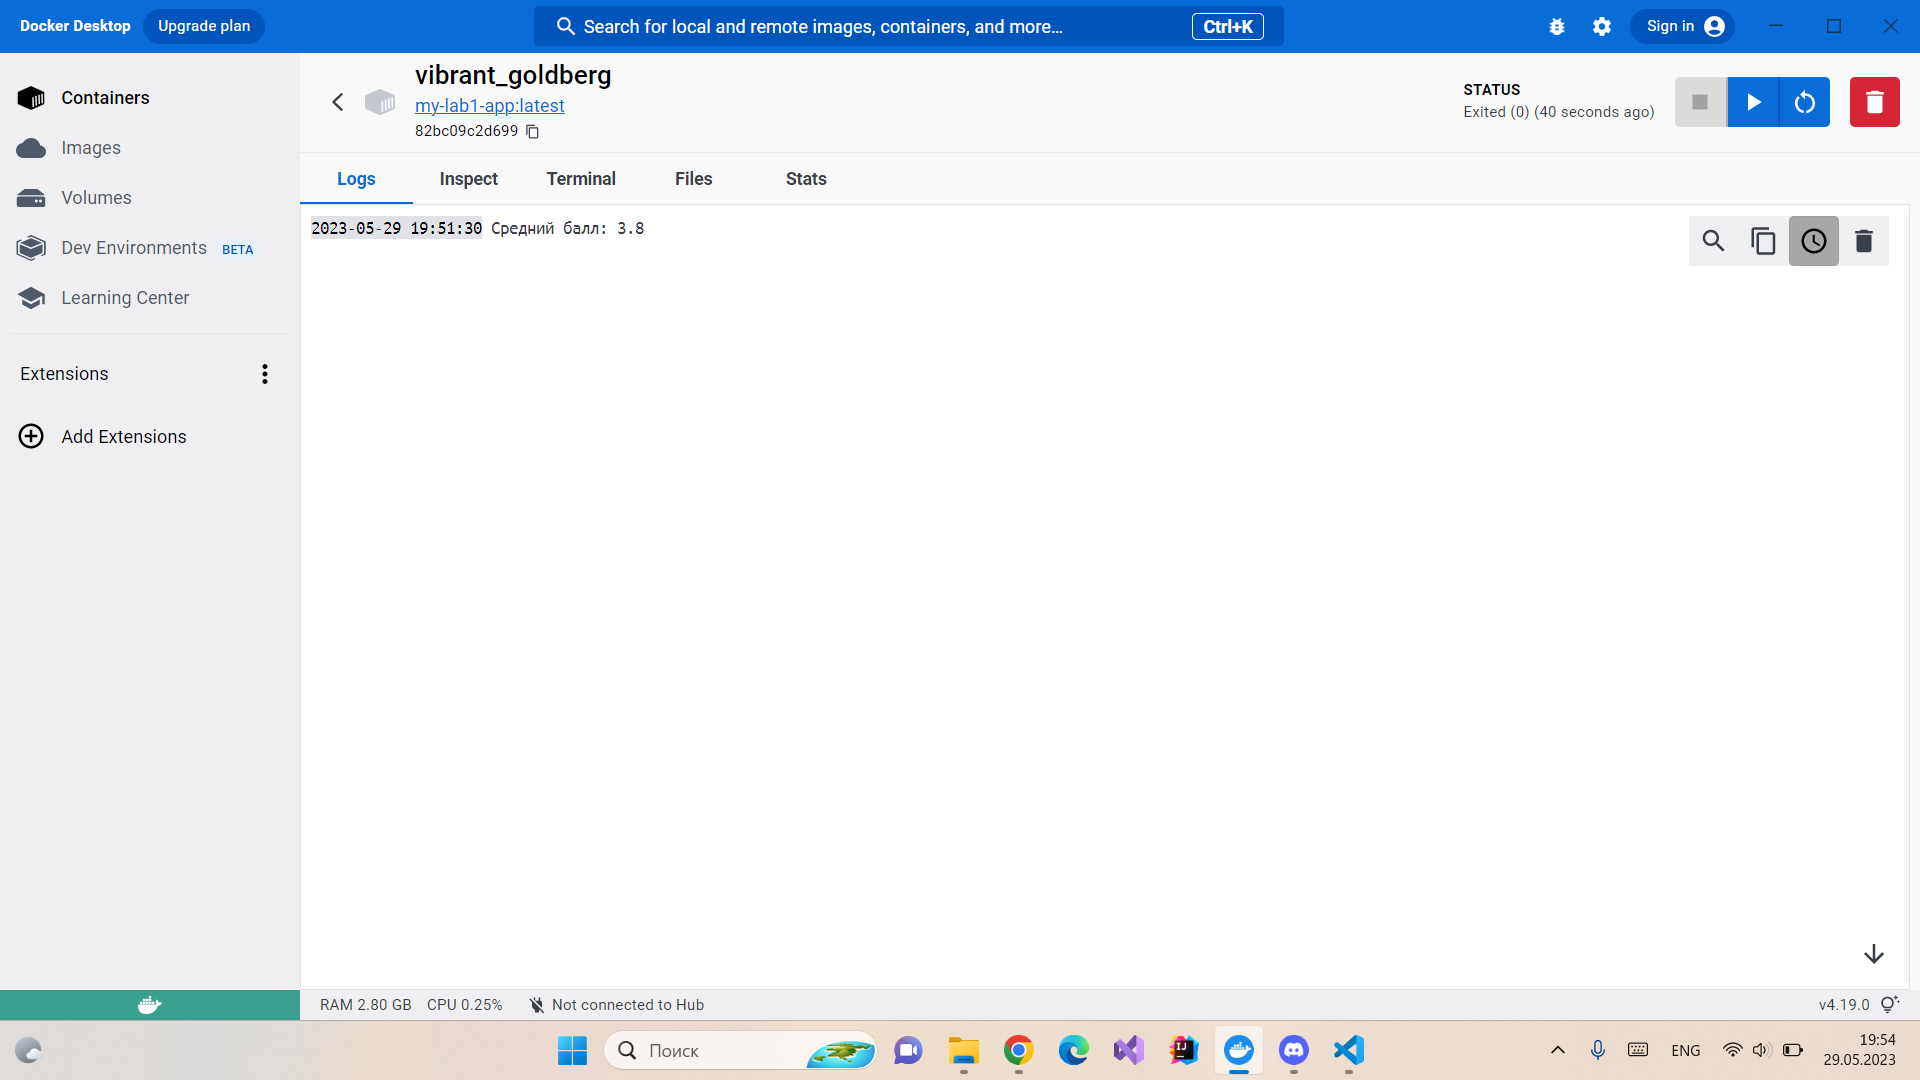 Docker Desktop
Upgrade plan
Search for local and remote images, containers, and more...
Ctrl+K
Sign in
Containers
Images
Volumes
Dev Environments BETA
Learning Center
Extensions
Add Extensions
vibrant_goldberg
my-lab1-app:latest
82bc09c2d699
STATUS
Exited (0) (40 seconds ago)
Logs Inspect Terminal Files Stats
2023-05-29 19:51:30 Средний балл: 3.8
RAM 2.80 GB CPU 0.25% Not connected to Hub v4.19.0
Поиск
IJ
ENG
19:54
29.05.2023